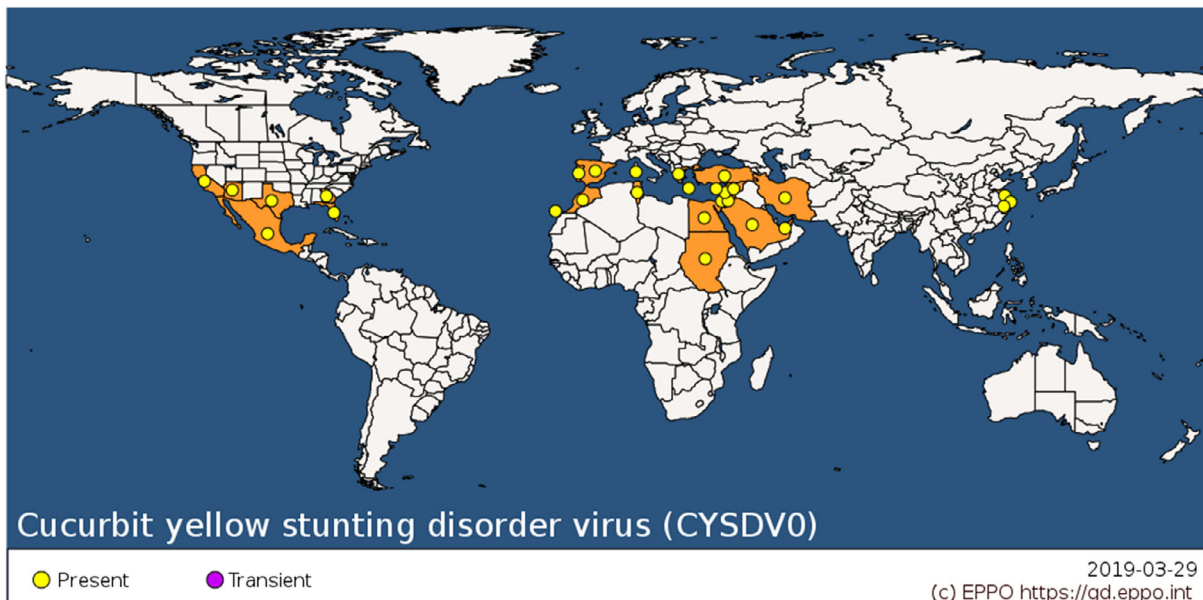 Cucurbit yellow stunting disorder virus (CYSDV0)
Present
Transient
2019-03-29
(c) EPPO https://gd.eppo.int